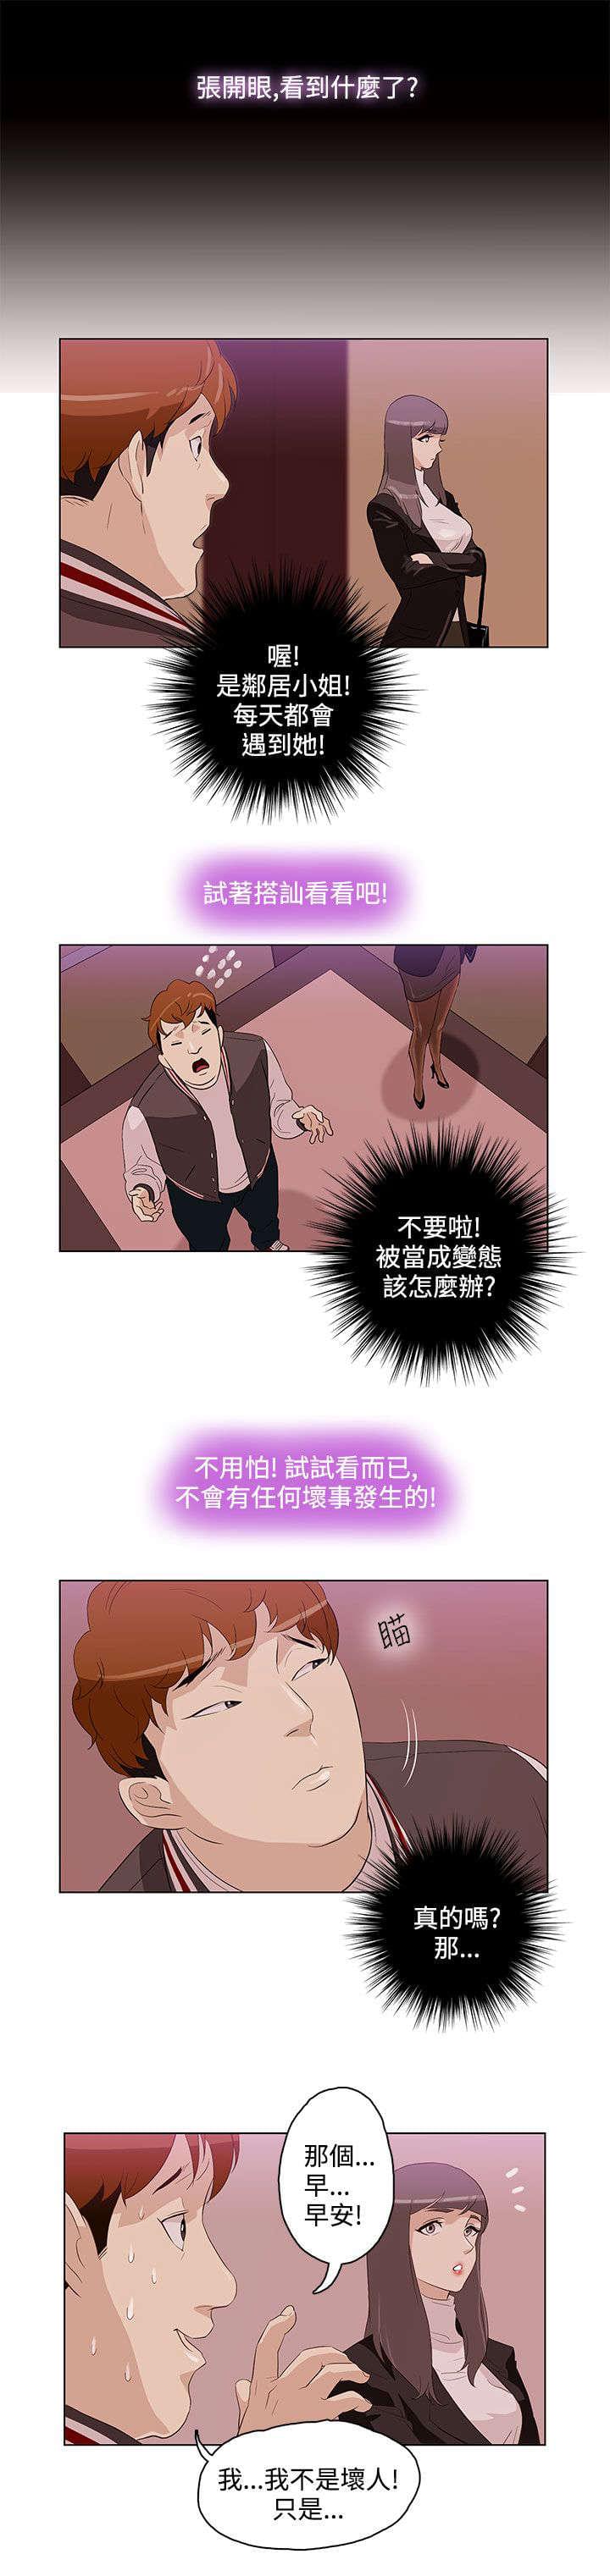 張開眼,看到什麼了?
喔!
是鄰居小姐!
每天都會
遇到她!
試著搭訕看看吧!
不要啦!
被當成變態
該怎麼辦?
不用怕! 試試看而已,
不會有任何壞事發生的!
瞄
真的嗎?
那...
那個...
早...
早安!
我...我不是壞人!
只是...